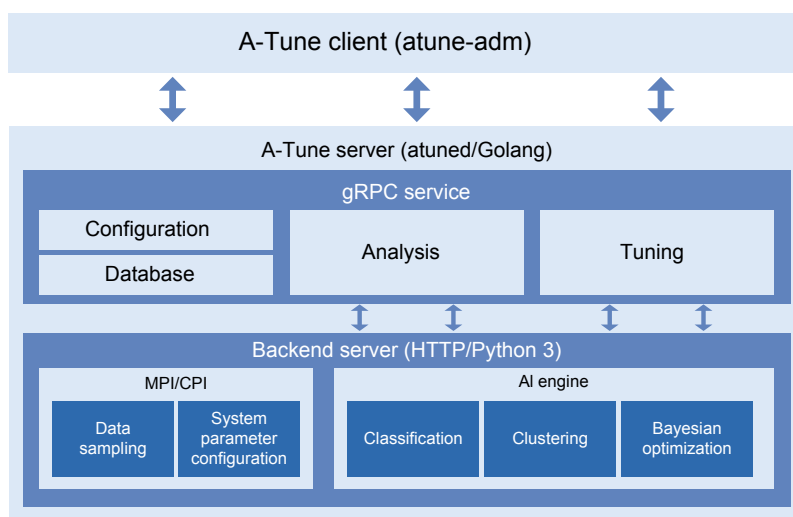 A-Tune client (atune-adm)
A-Tune server (atuned/Golang)
gRPC service
Configuration
Database
Analysis
Tuning
Backend server (HTTP/Python 3)
MPI/CPI
Data
sampling
System
parameter
configuration
AI engine
Classification
Clustering
Bayesian
optimization